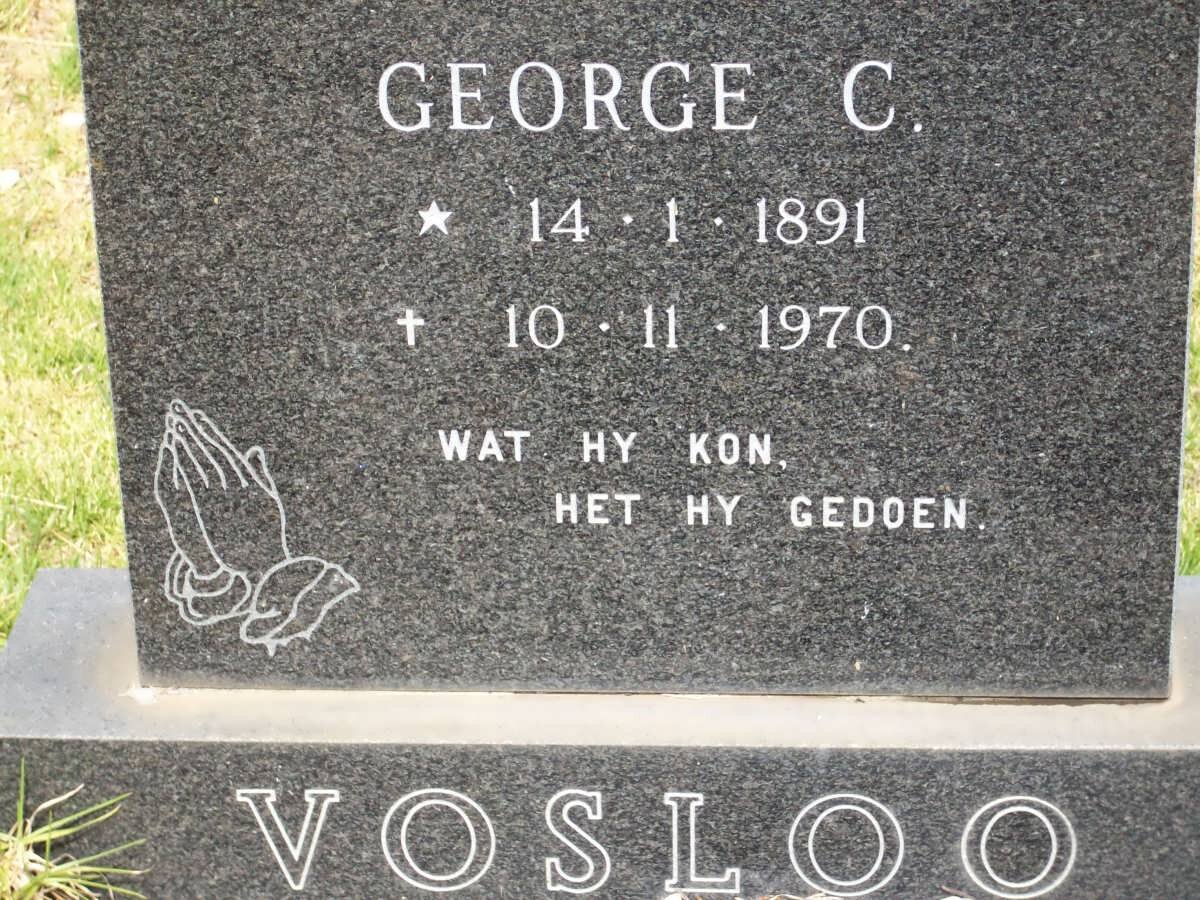 GEORGE C.
★ 14 · 1 · 1891
✝ 10 · 11 · 1970.
WAT HY KON,
HET HY GEDOEN.
VOSLOO